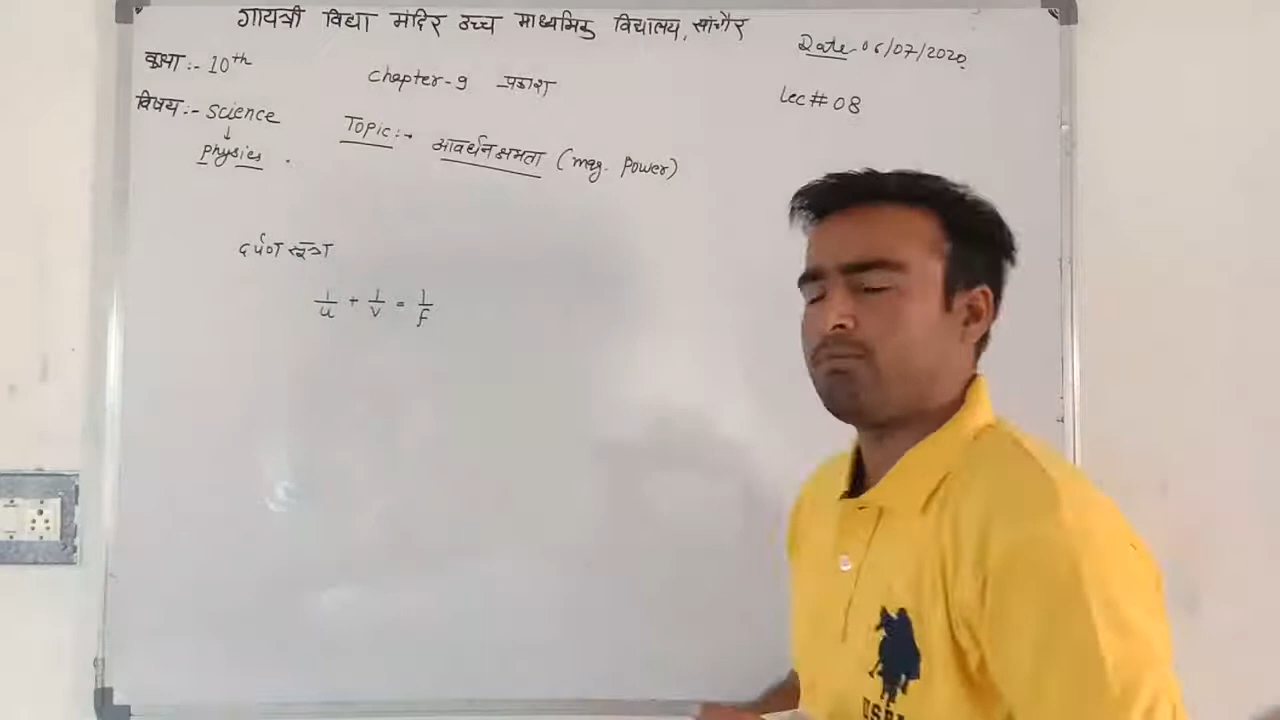 गायत्री विद्या मंदिर उच्च माध्यमिक विद्यालय, सांगौर
Date 06/07/2020
कक्षा :- 10th
Chapter-9 प्रकाश
Lec# 08
विषय :- Science
↓
Physics
Topic :→ आवर्धन क्षमता (mag. Power)
दर्पण सूत्र
1/u + 1/v = 1/f